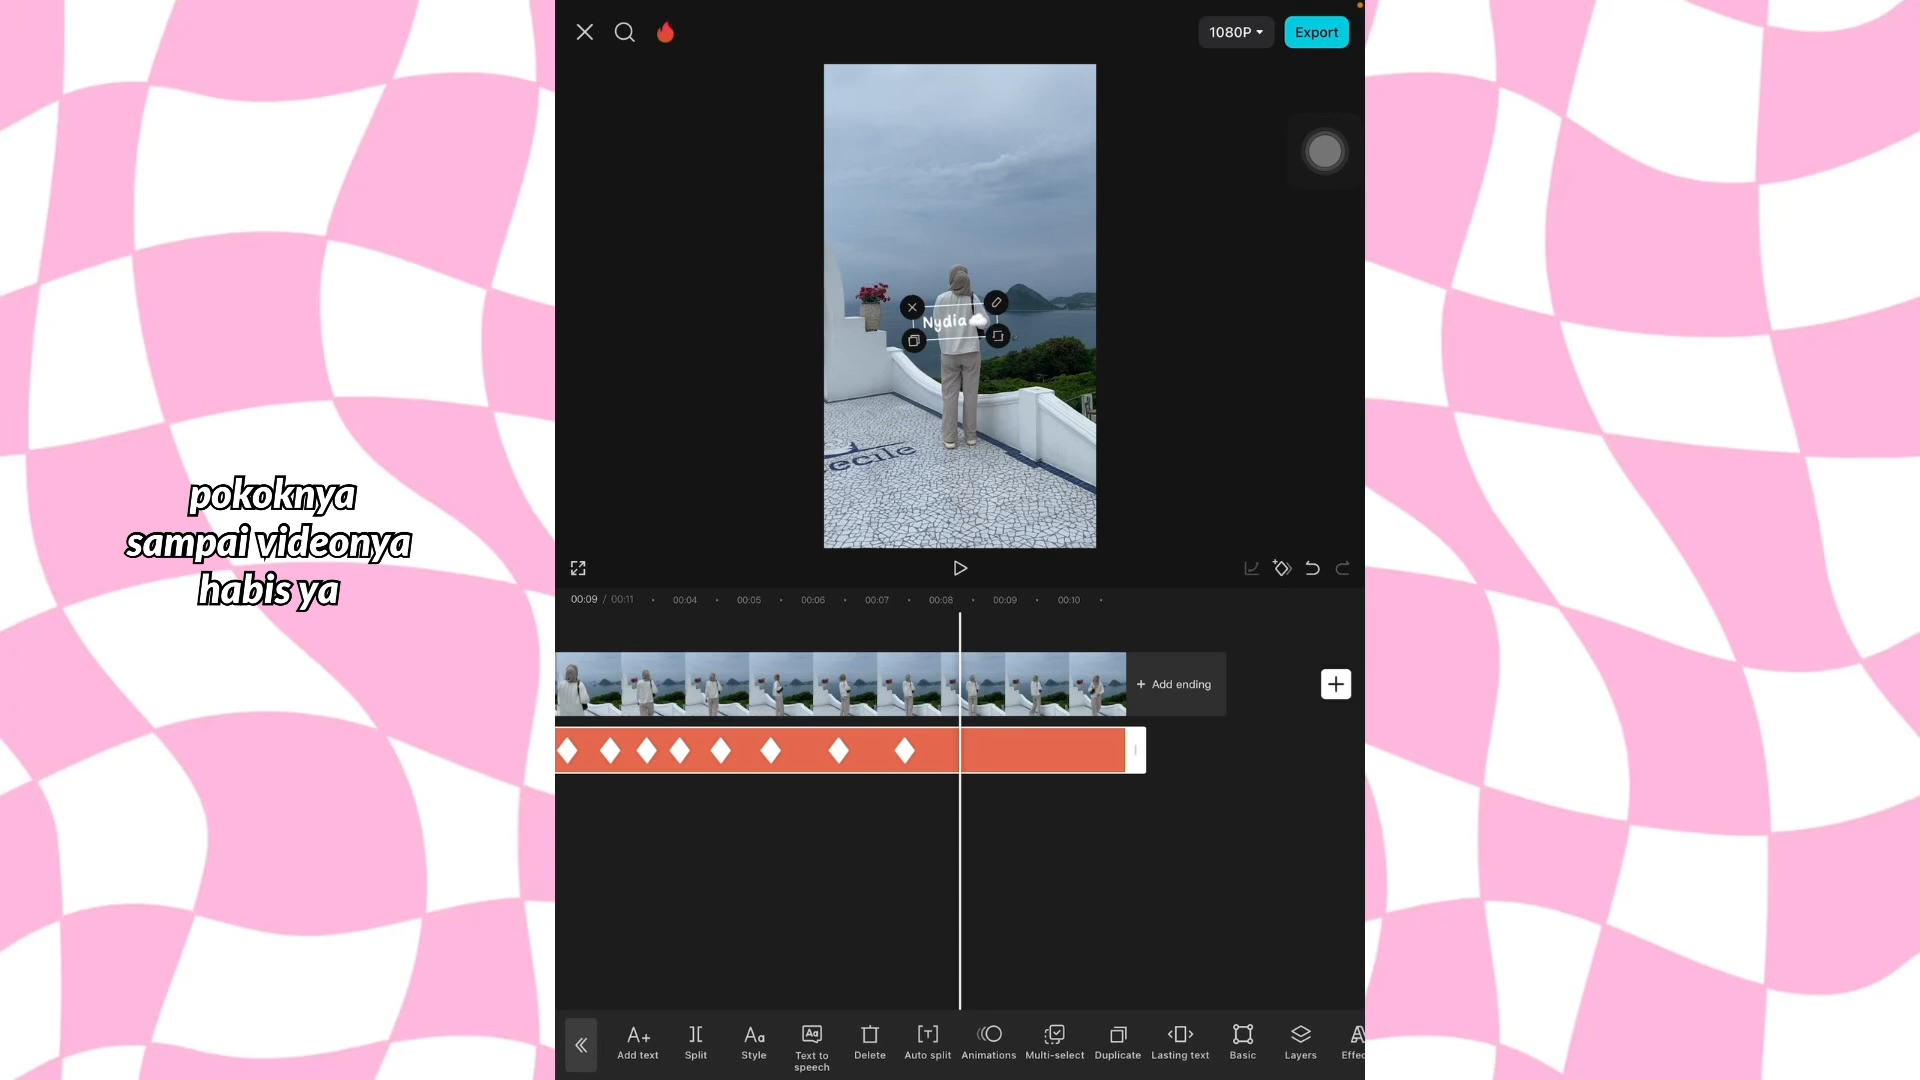 1080P
Export
Nydia
ecile
pokoknya
sampai videonya
habis ya
00:09 / 00:11
00:04
00:05
00:06
00:07
00:08
00:09
00:10
+ Add ending
Add text
Split
Style
Text to
speech
Delete
Auto split
Animations
Multi-select
Duplicate
Lasting text
Basic
Layers
Effec